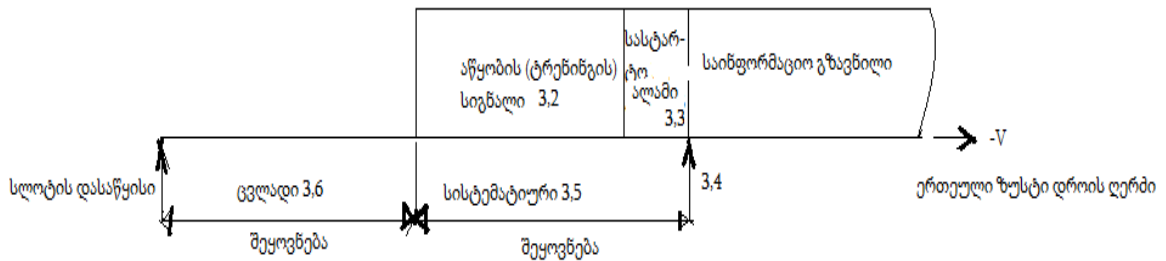 აწყობის (ტრენინგის)
სიგნალი 3,2
სასტარ-
ტო
ალამი
3,3
საინფორმაციო გზავნილი
-V
სლოტის დასაწყისი
ცვლადი 3,6
სისტემატიური 3,5
3,4
ერთეული ზუსტი დროის ღერძი
შეყოვნება
შეყოვნება